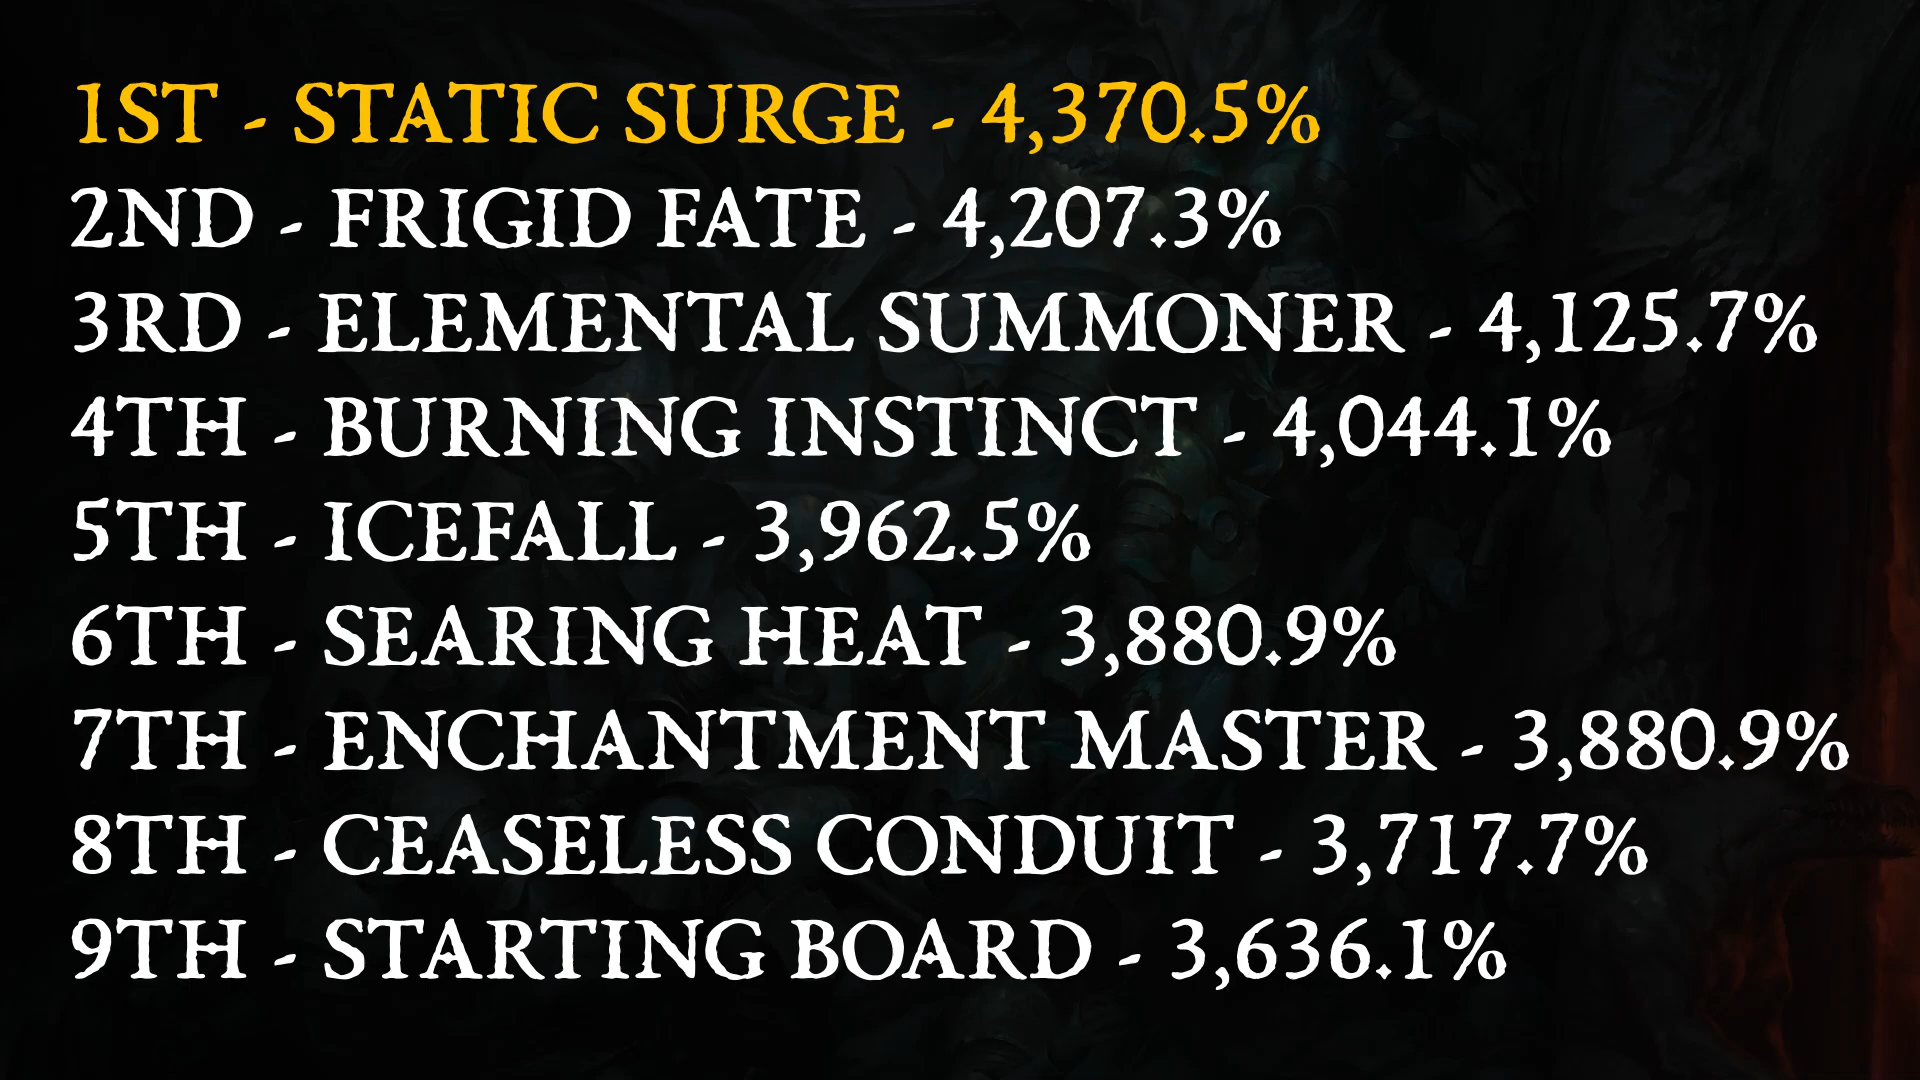 1ST - STATIC SURGE - 4,370.5%
2ND - FRIGID FATE - 4,207.3%
3RD - ELEMENTAL SUMMONER - 4,125.7%
4TH - BURNING INSTINCT - 4,044.1%
5TH - ICEFALL - 3,962.5%
6TH - SEARING HEAT - 3,880.9%
7TH - ENCHANTMENT MASTER - 3,880.9%
8TH - CEASELESS CONDUIT - 3,717.7%
9TH - STARTING BOARD - 3,636.1%